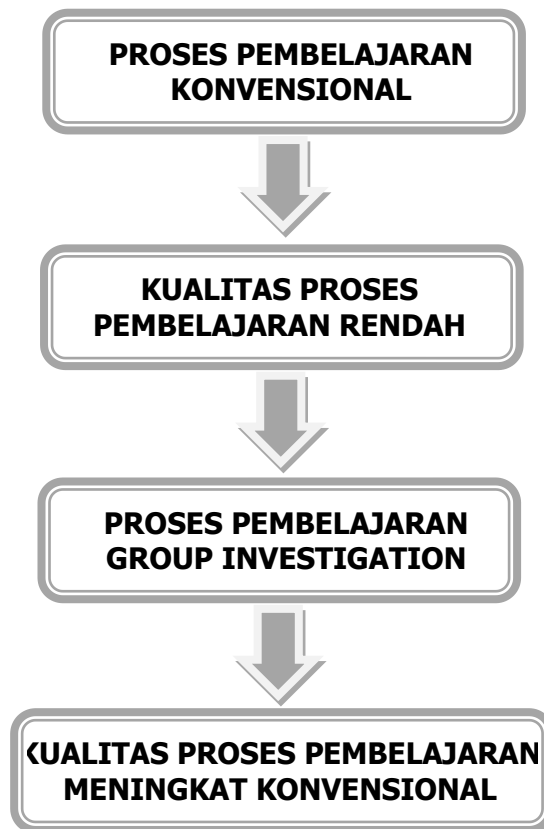 PROSES PEMBELAJARAN
KONVENSIONAL
KUALITAS PROSES
PEMBELAJARAN RENDAH
PROSES PEMBELAJARAN
GROUP INVESTIGATION
KUALITAS PROSES PEMBELAJARAN
MENINGKAT KONVENSIONAL